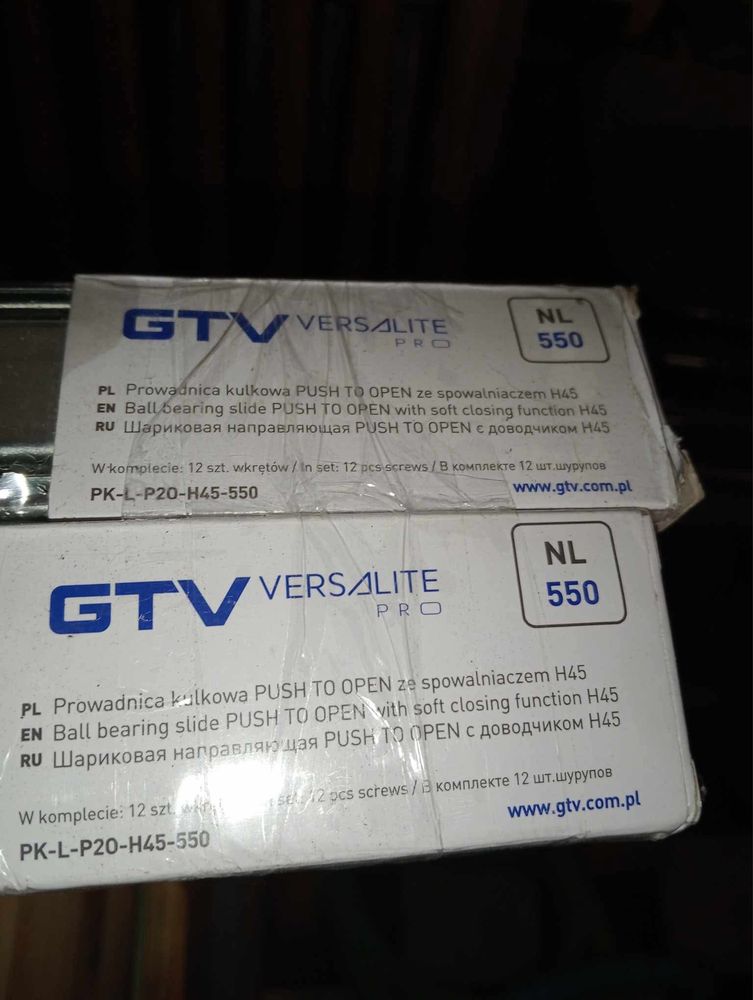 GTV VERSALITE
PRO
NL
550
PL Prowadnica kulkowa PUSH TO OPEN ze spowalniaczem H45
EN Ball bearing slide PUSH TO OPEN with soft closing function H45
RU Шариковая направляющая PUSH TO OPEN с доводчиком H45
W komplecie: 12 szt. wkrętów / In set: 12 pcs screws / В комплекте 12 шт.шурупов
PK-L-P2O-H45-550
www.gtv.com.pl
GTV VERSALITE
PRO
NL
550
PL Prowadnica kulkowa PUSH TO OPEN ze spowalniaczem H45
EN Ball bearing slide PUSH TO OPEN with soft closing function H45
RU Шариковая направляющая PUSH TO OPEN с доводчиком H45
W komplecie: 12 szt. set: 12 pcs screws / В комплекте 12 шт.шурупов
PK-L-P2O-H45-550
www.gtv.com.pl